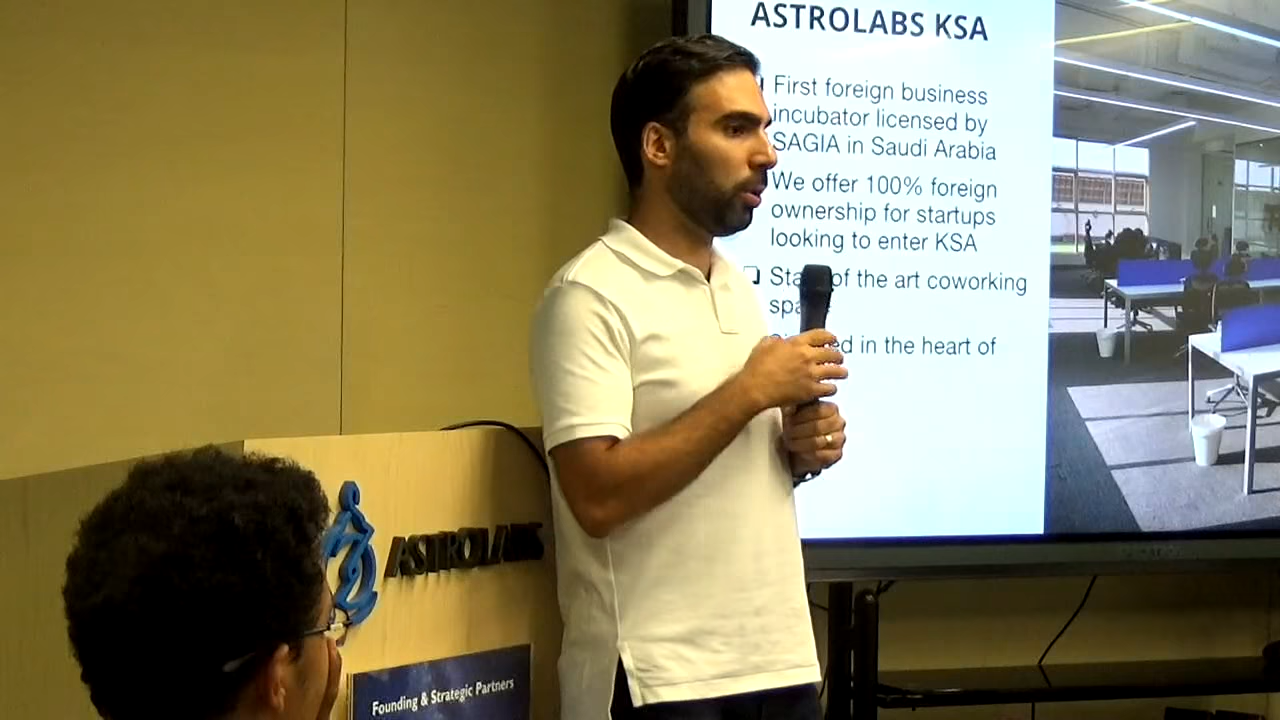 ASTROLABS KSA
First foreign business
incubator licensed by
SAGIA in Saudi Arabia
We offer 100% foreign
ownership for startups
looking to enter KSA
of the art coworking
in the heart of
ASTROLABS
Founding & Strategic Partners